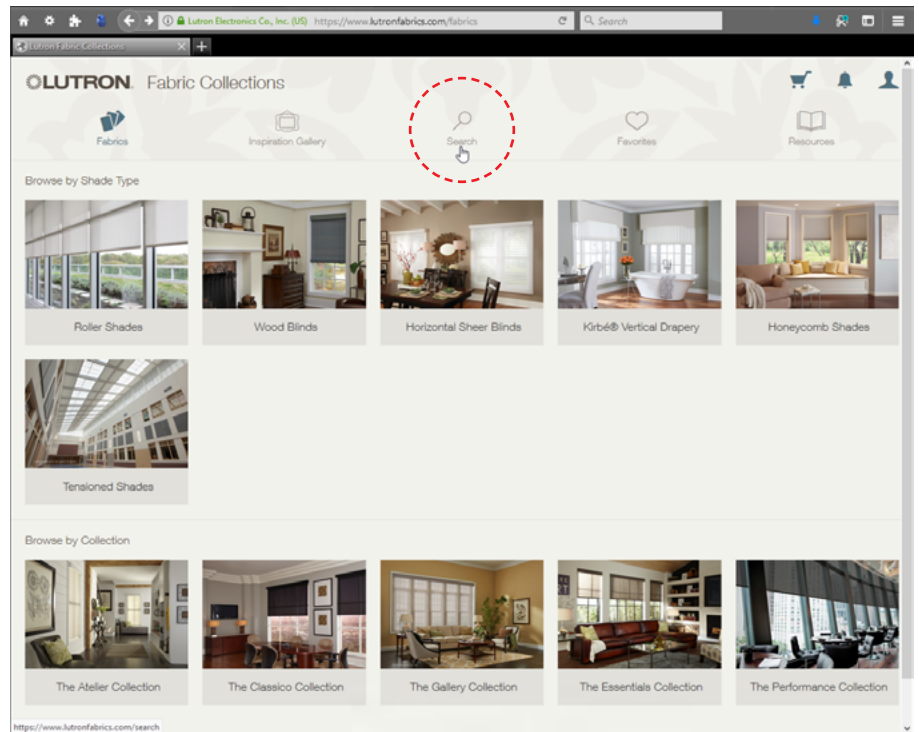 Lutron Electronics Co., Inc. (US) https://www.lutronfabrics.com/fabrics Search
Lutron Fabric Collections
LUTRON. Fabric Collections
Fabrics Inspiration Gallery Search Favorites Resources
Browse by Shade Type
Roller Shades Wood Blinds Horizontal Sheer Blinds Kirbé® Vertical Drapery Honeycomb Shades
Tensioned Shades
Browse by Collection
The Atelier Collection The Classico Collection The Gallery Collection The Essentials Collection The Performance Collection
https://www.lutronfabrics.com/search